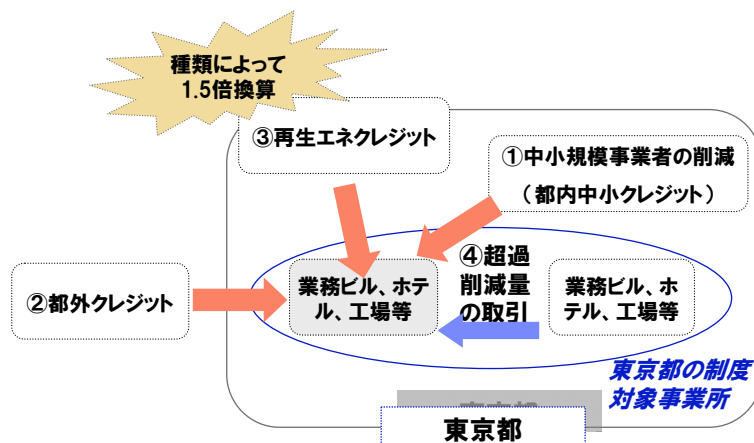 種類によって
1.5倍換算
③再生エネクレジット
①中小規模事業者の削減
（都内中小クレジット）
②都外クレジット
業務ビル、ホテ
ル、工場等
④超過
削減量
の取引
業務ビル、ホ
テル、工場等
東京都の制度
対象事業所
東京都